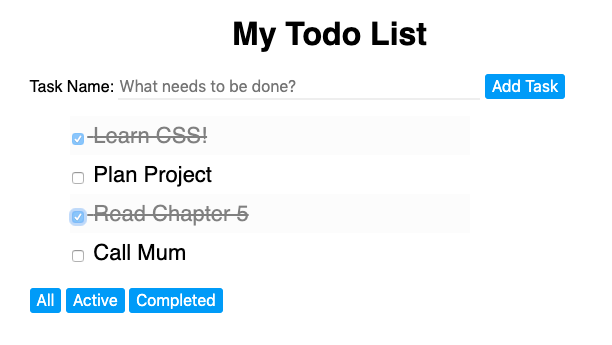 My Todo List
Task Name: What needs to be done? Add Task
Learn CSS!
Plan Project
Read Chapter 5
Call Mum
All Active Completed